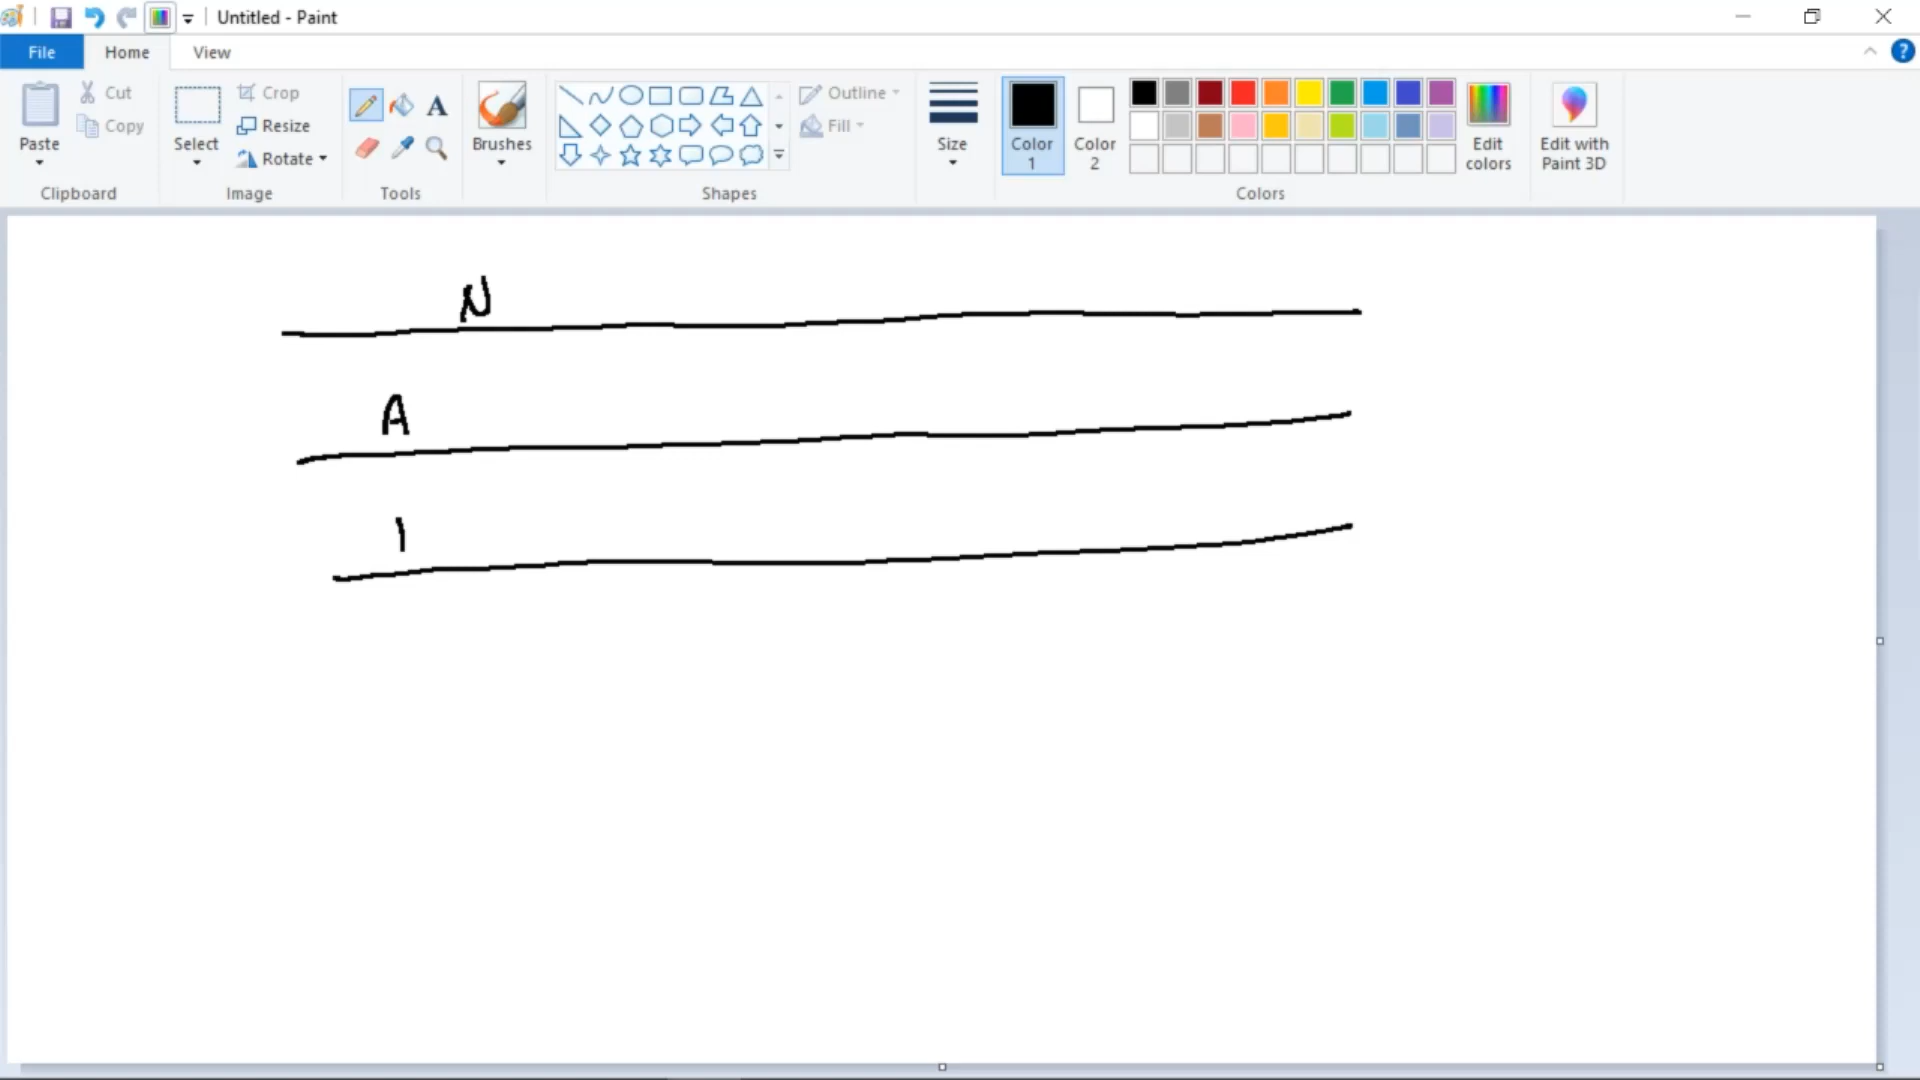 Untitled - Paint
File Home View
Paste Cut Copy Select Crop Resize Rotate A Brushes Outline Fill Size Color 1 Color 2 Edit colors Edit with Paint 3D
Clipboard Image Tools Shapes Colors
N
A
1